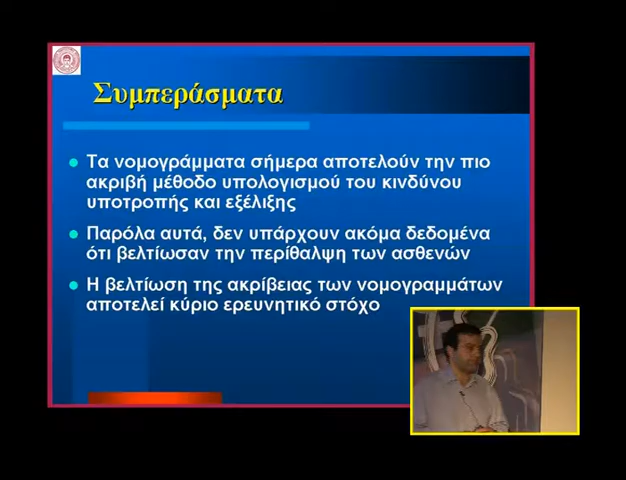 Συμπεράσματα
Τα νομογράμματα σήμερα αποτελούν την πιο
ακριβή μέθοδο υπολογισμού του κινδύνου
υποτροπής και εξέλιξης
Παρόλα αυτά, δεν υπάρχουν ακόμα δεδομένα
ότι βελτίωσαν την περίθαλψη των ασθενών
Η βελτίωση της ακρίβειας των νομογραμμάτων
αποτελεί κύριο ερευνητικό στόχο